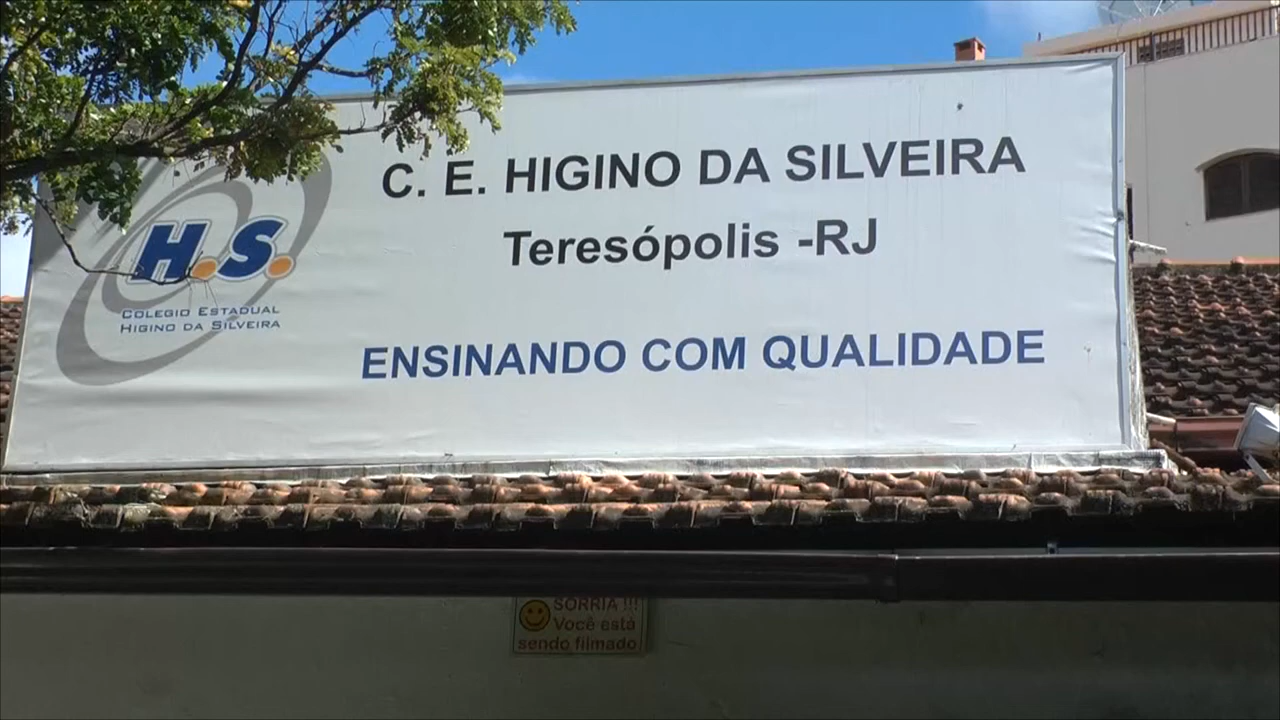 C. E. HIGINO DA SILVEIRA
Teresópolis -RJ
ENSINANDO COM QUALIDADE
H.S.
COLEGIO ESTADUAL
HIGINO DA SILVEIRA
SORRIA !!!
Você está
sendo filmado